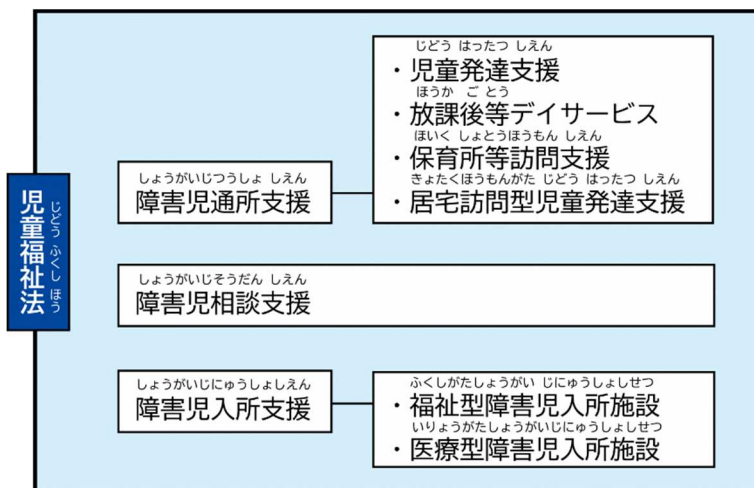 児童福祉法
じどう ふくし ほう
しょうがいじつうしょ しえん
障害児通所支援
じどう はったつ しえん
・児童発達支援
ほうか ご とう
・放課後等デイサービス
ほいく しょとうほうもん しえん
・保育所等訪問支援
きょたくほうもんがた じどう はったつ しえん
・居宅訪問型児童発達支援
しょうがいじそうだん しえん
障害児相談支援
しょうがいじにゅうしょしえん
障害児入所支援
ふくしがたしょうがい じにゅうしょしせつ
・福祉型障害児入所施設
いりょうがたしょうがいじにゅうしょしせつ
・医療型障害児入所施設